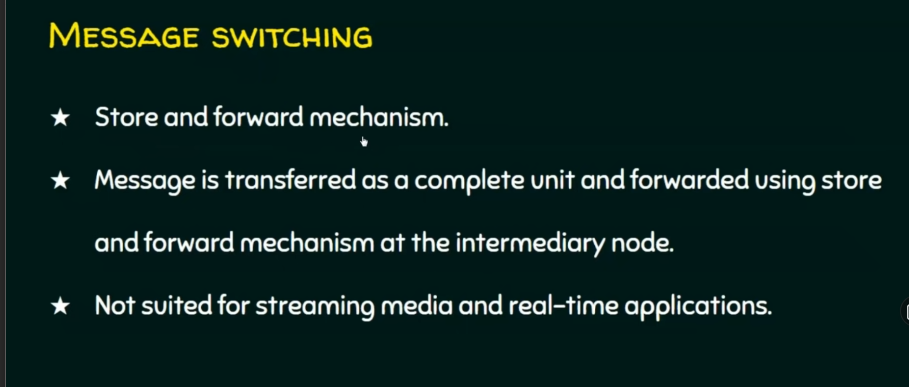 Message switching
★ Store and forward mechanism.
★ Message is transferred as a complete unit and forwarded using store
and forward mechanism at the intermediary node.
★ Not suited for streaming media and real-time applications.